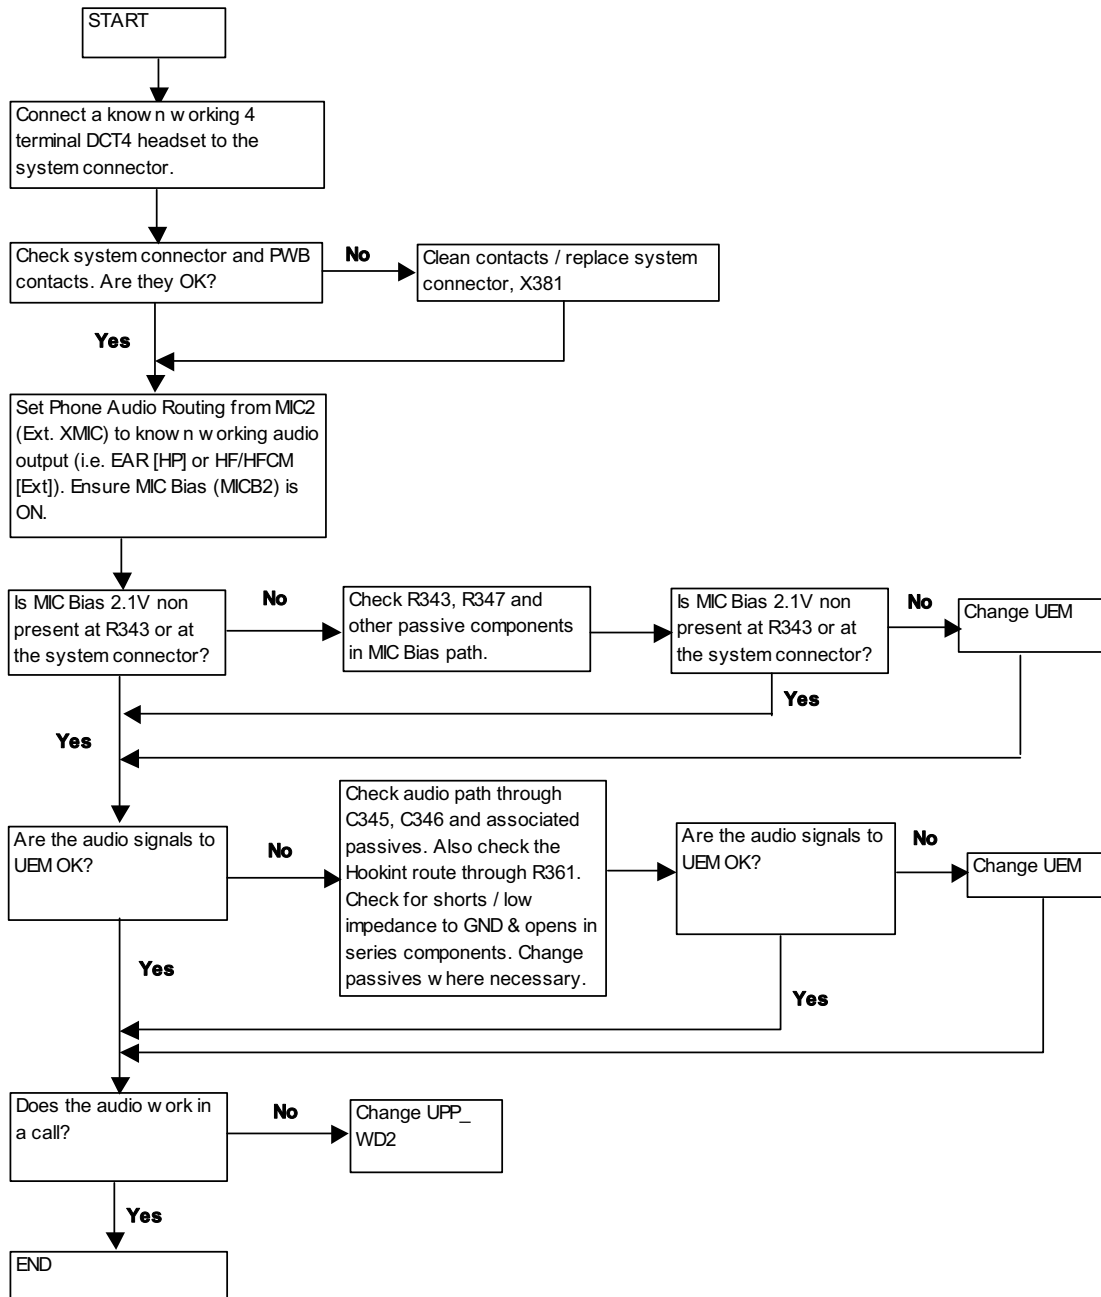 START
Connect a known working 4
terminal DCT4 headset to the
system connector.
Check system connector and PWB
contacts. Are they OK?
No
Clean contacts / replace system
connector, X381
Yes
Set Phone Audio Routing from MIC2
(Ext. XMIC) to known working audio
output (i.e. EAR [HP] or HF/HFCM
[Ext]). Ensure MIC Bias (MICB2) is
ON.
Is MIC Bias 2.1V non
present at R343 or at
the system connector?
No
Check R343, R347 and
other passive components
in MIC Bias path.
Is MIC Bias 2.1V non
present at R343 or at
the system connector?
No
Change UEM
Yes
Yes
Are the audio signals to
UEM OK?
No
Check audio path through
C345, C346 and associated
passives. Also check the
Hookint route through R361.
Check for shorts / low
impedance to GND & opens in
series components. Change
passives where necessary.
Are the audio signals to
UEM OK?
No
Change UEM
Yes
Yes
Does the audio work in
a call?
No
Change UPP_
WD2
Yes
END